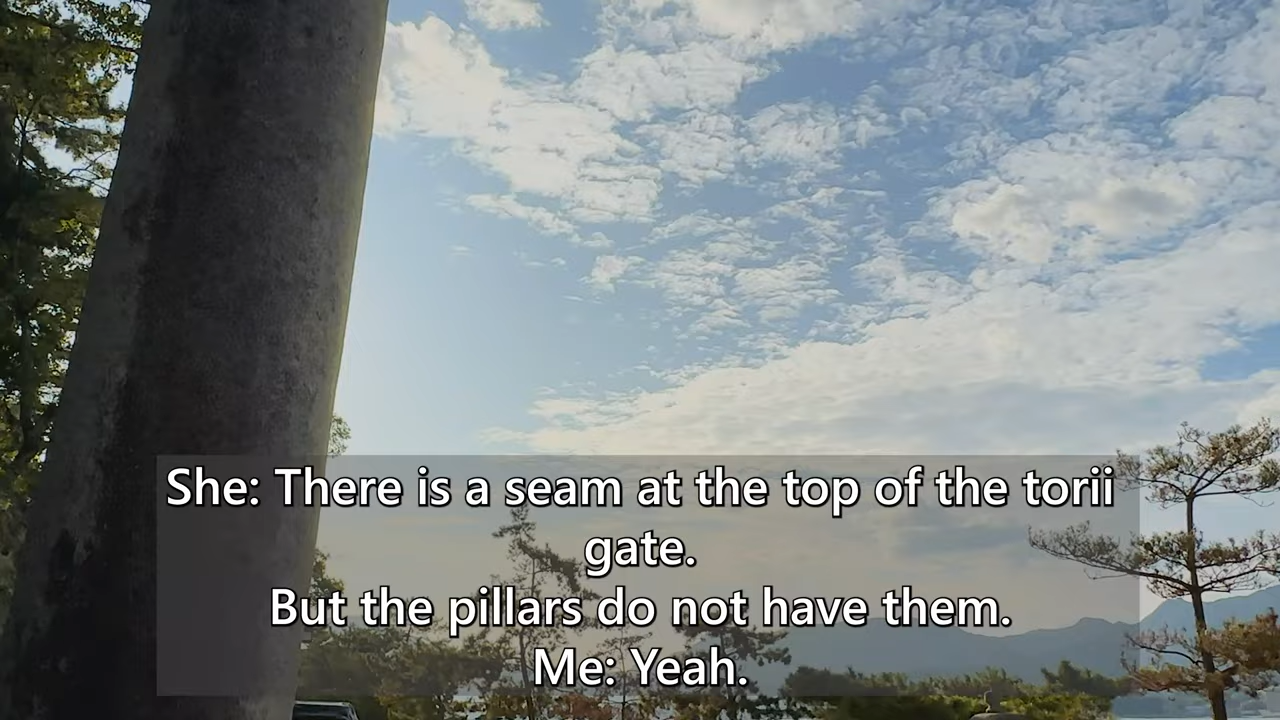 She: There is a seam at the top of the torii
gate.
But the pillars do not have them.
Me: Yeah.